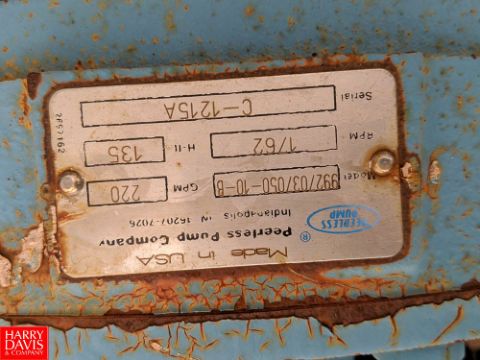 Made in USA
Peerless Pump Company
Indianapolis IN 46207-7026
PEERLESS PUMP ®
Model 992/03/050-10-B GPM 220
RPM 1762 H-ft 135
Serial C-1215A
2652162
HARRY DAVIS & COMPANY